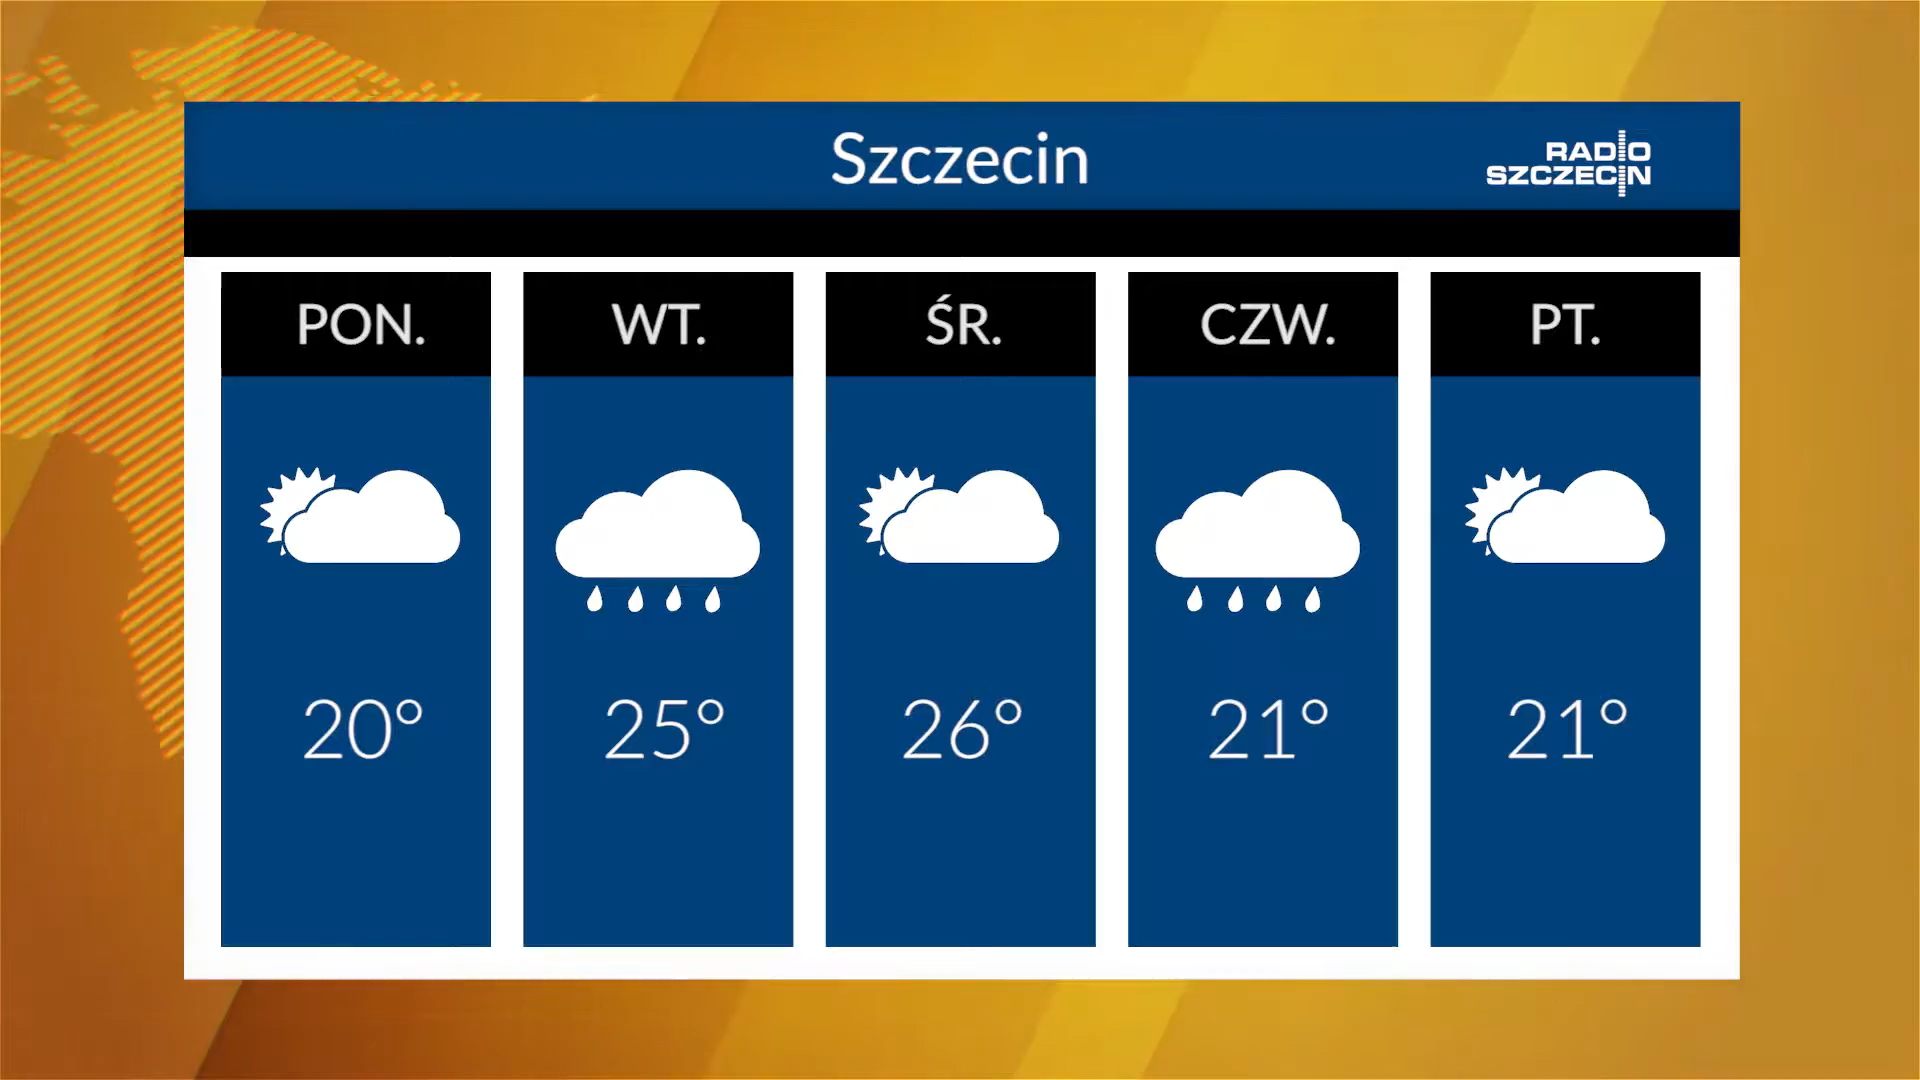 Szczecin
RADIO
SZCZECIN
PON.
WT.
ŚR.
CZW.
PT.
20°
25°
26°
21°
21°